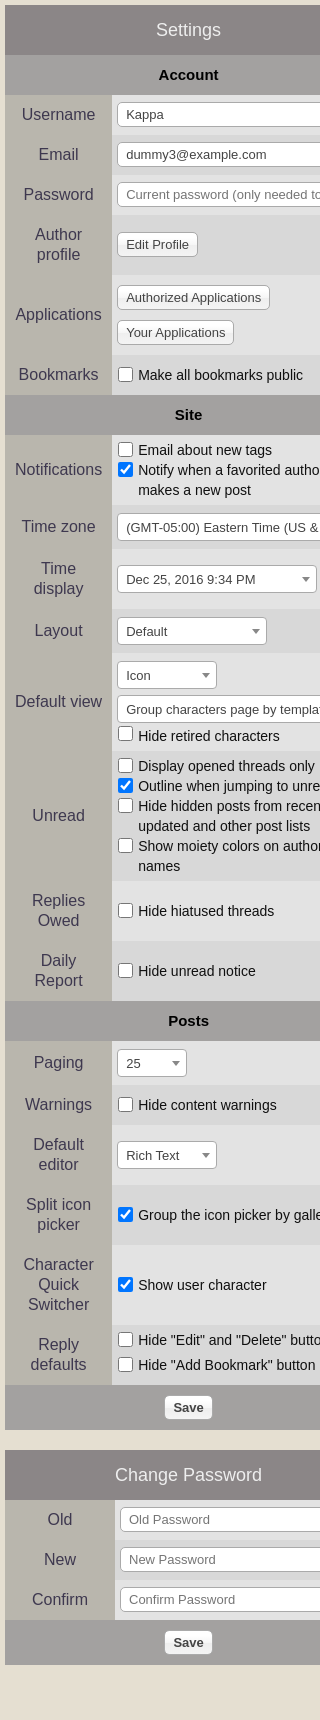 Settings
Account
Username
Kappa
Email
dummy3@example.com
Password
Current password (only needed to
Author
profile
Edit Profile
Applications
Authorized Applications
Your Applications
Bookmarks
Make all bookmarks public
Site
Notifications
Email about new tags
Notify when a favorited autho
makes a new post
Time zone
(GMT-05:00) Eastern Time (US &
Time
display
Dec 25, 2016 9:34 PM
Layout
Default
Default view
Icon
Group characters page by templa
Hide retired characters
Unread
Display opened threads only
Outline when jumping to unre
Hide hidden posts from recen
updated and other post lists
Show moiety colors on autho
names
Replies
Owed
Hide hiatused threads
Daily
Report
Hide unread notice
Posts
Paging
25
Warnings
Hide content warnings
Default
editor
Rich Text
Split icon
picker
Group the icon picker by galle
Character
Quick
Switcher
Show user character
Reply
defaults
Hide "Edit" and "Delete" butto
Hide "Add Bookmark" button
Save
Change Password
Old
Old Password
New
New Password
Confirm
Confirm Password
Save